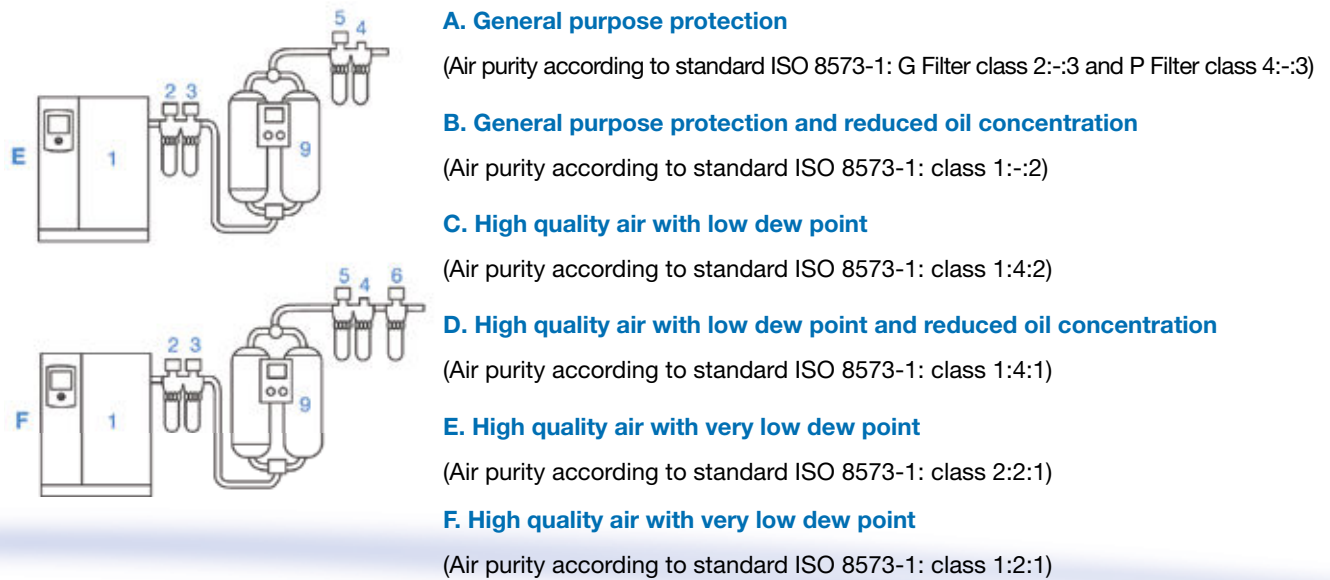 5 4
2 3
E 1 9
5 4 6
2 3
F 1 9
A. General purpose protection
(Air purity according to standard ISO 8573-1: G Filter class 2:-:3 and P Filter class 4:-:3)
B. General purpose protection and reduced oil concentration
(Air purity according to standard ISO 8573-1: class 1:-:2)
C. High quality air with low dew point
(Air purity according to standard ISO 8573-1: class 1:4:2)
D. High quality air with low dew point and reduced oil concentration
(Air purity according to standard ISO 8573-1: class 1:4:1)
E. High quality air with very low dew point
(Air purity according to standard ISO 8573-1: class 2:2:1)
F. High quality air with very low dew point
(Air purity according to standard ISO 8573-1: class 1:2:1)